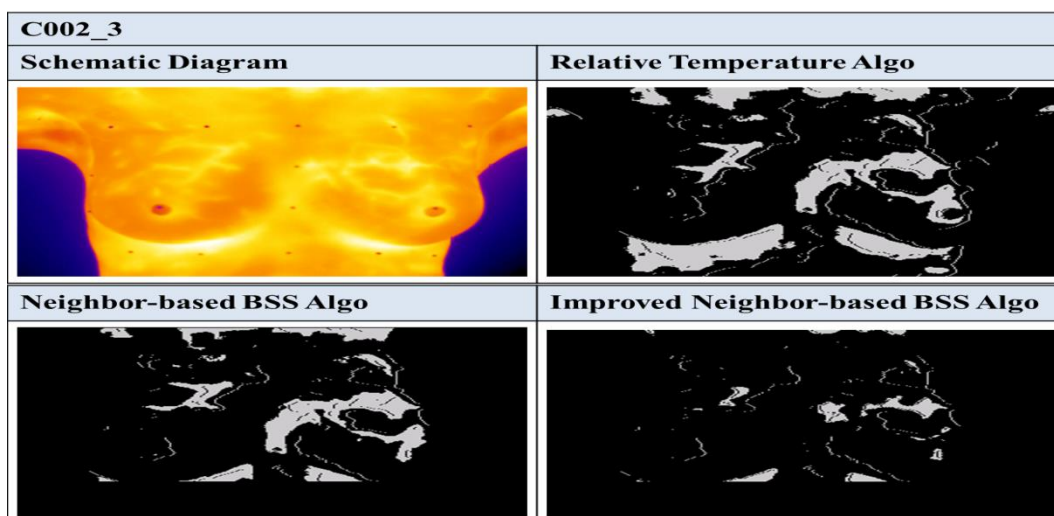 C002_3
Schematic Diagram
Relative Temperature Algo
Neighbor-based BSS Algo
Improved Neighbor-based BSS Algo